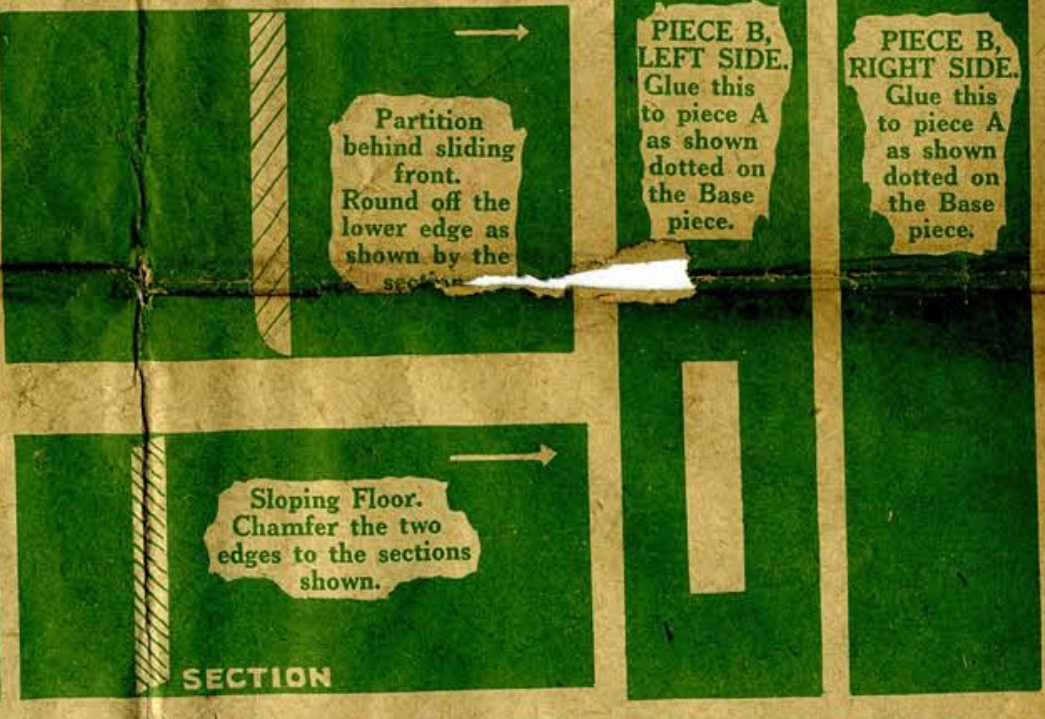 Partition
behind sliding
front.
Round off the
lower edge as
shown by the
section
PIECE B,
LEFT SIDE.
Glue this
to piece A
as shown
dotted on
the Base
piece.
PIECE B,
RIGHT SIDE.
Glue this
to piece A
as shown
dotted on
the Base
piece.
Sloping Floor.
Chamfer the two
edges to the sections
shown.
SECTION